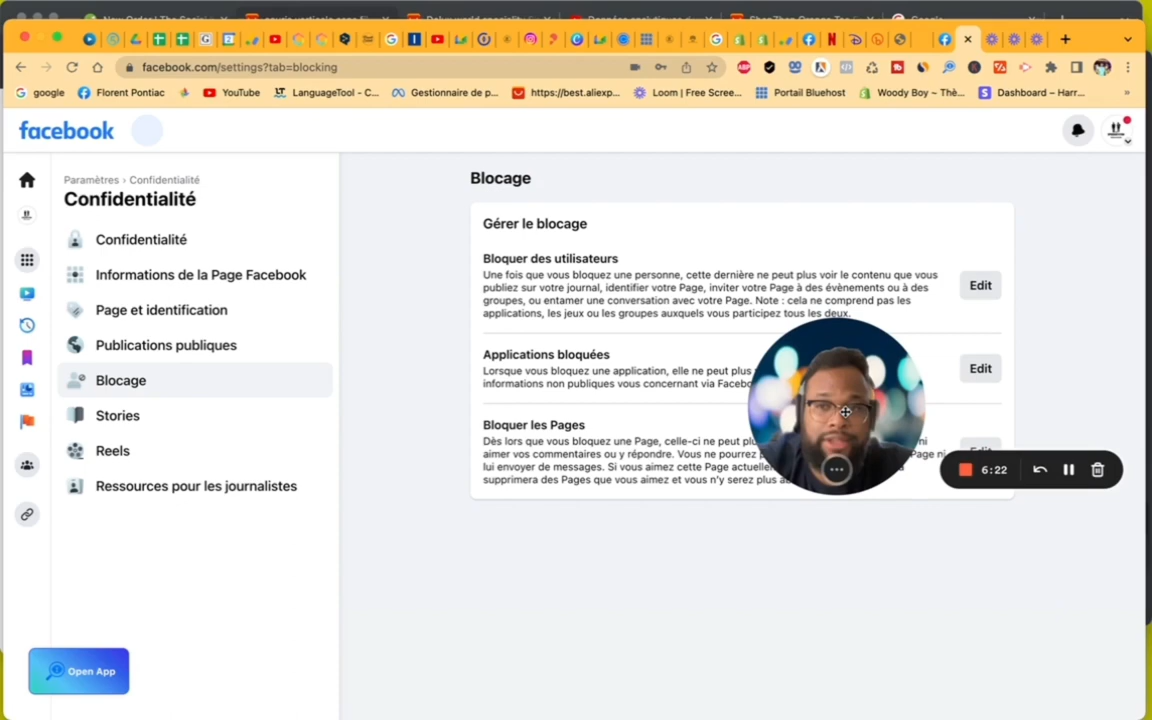 facebook.com/settings?tab=blocking
google
Florent Pontiac
YouTube
LanguageTool - C...
Gestionnaire de p...
https://best.aliexp...
Loom | Free Scree...
Portail Bluehost
Woody Boy ~ Thè...
Dashboard – Harr...
»
facebook
Paramètres › Confidentialité
Confidentialité
Confidentialité
Informations de la Page Facebook
Page et identification
Publications publiques
Blocage
Stories
Reels
Ressources pour les journalistes
Open App
Blocage
Gérer le blocage
Bloquer des utilisateurs
Une fois que vous bloquez une personne, cette dernière ne peut plus voir le contenu que vous
publiez sur votre journal, identifier votre Page, inviter votre Page à des évènements ou à des
groupes, ou entamer une conversation avec votre Page. Note : cela ne comprend pas les
applications, les jeux ou les groupes auxquels vous participez tous les deux.
Edit
Applications bloquées
Lorsque vous bloquez une application, elle ne peut plus
informations non publiques vous concernant via Facebo
Edit
Bloquer les Pages
Dès lors que vous bloquez une Page, celle-ci ne peut plu ni
aimer vos commentaires ou y répondre. Vous ne pourrez p Page ni
lui envoyer de messages. Si vous aimez cette Page actuelle
supprimera des Pages que vous aimez et vous n'y serez plus a
6:22